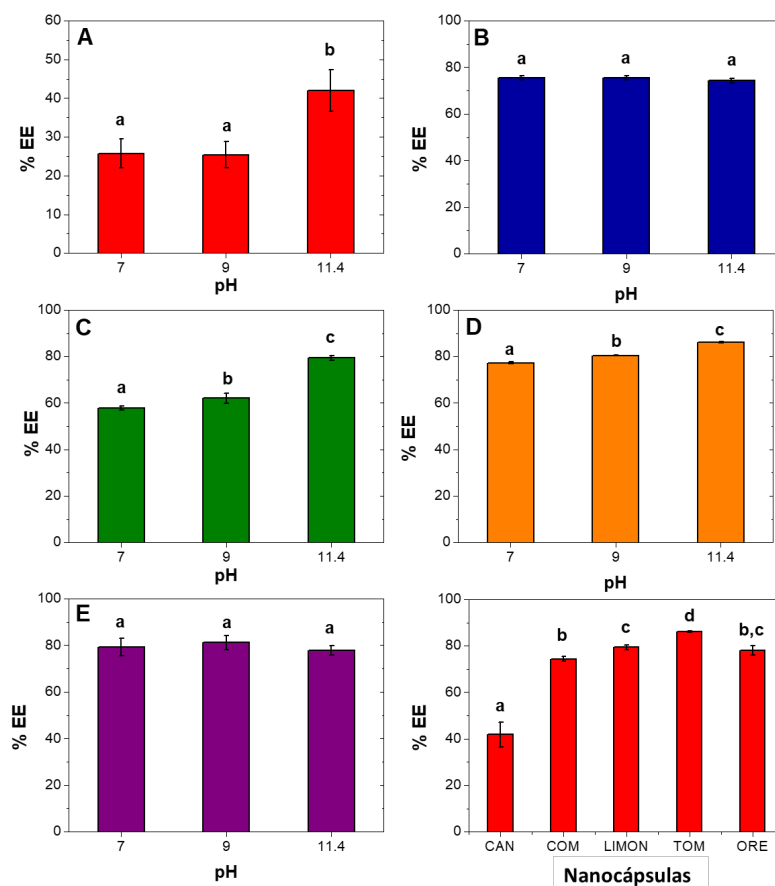 A
% EE
60
50
40
30
20
10
0
a
a
b
7
9
11.4
pH
B
% EE
100
80
60
40
20
0
a
a
a
7
9
11.4
pH
C
% EE
100
80
60
40
20
0
a
b
c
7
9
11.4
pH
D
% EE
100
80
60
40
20
0
a
b
c
7
9
11.4
pH
E
% EE
100
80
60
40
20
0
a
a
a
7
9
11.4
pH
% EE
100
80
60
40
20
0
a
b
c
d
b,c
CAN
COM
LIMON
TOM
ORE
Nanocápsulas